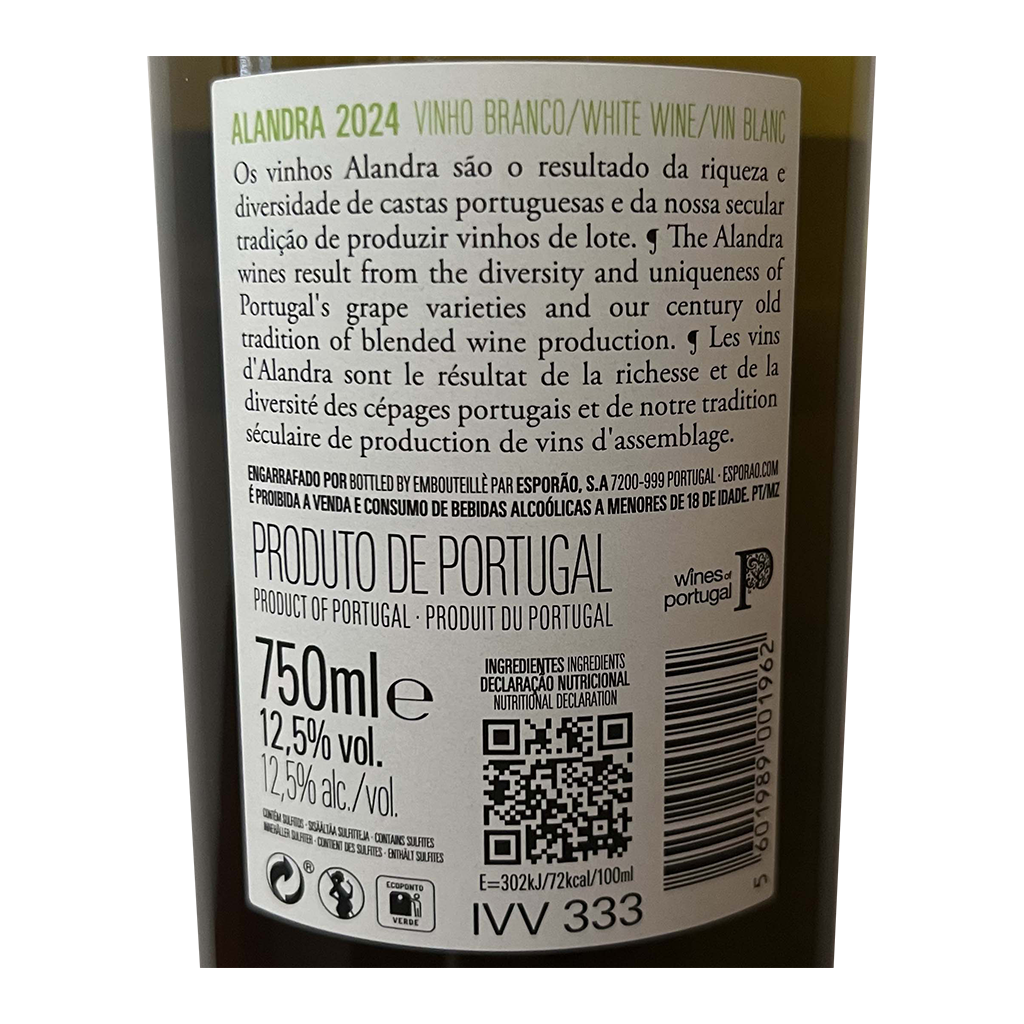 ALANDRA 2024 VINHO BRANCO/WHITE WINE/VIN BLANC
Os vinhos Alandra são o resultado da riqueza e
diversidade de castas portuguesas e da nossa secular
tradição de produzir vinhos de lote. ¶ The Alandra
wines result from the diversity and uniqueness of
Portugal's grape varieties and our century old
tradition of blended wine production. ¶ Les vins
d'Alandra sont le résultat de la richesse et de la
diversité des cépages portugais et de notre tradition
séculaire de production de vins d'assemblage.
ENGARRAFADO POR BOTTLED BY EMBOUTEILLÈ PAR ESPORÃO, S.A 7200-999 PORTUGAL · ESPORAO.COM
É PROIBIDA A VENDA E CONSUMO DE BEBIDAS ALCOÓLICAS A MENORES DE 18 DE IDADE. PT/MZ
PRODUTO DE PORTUGAL
PRODUCT OF PORTUGAL · PRODUIT DU PORTUGAL
wines of
portugal
750ml e
12,5% vol.
12,5% alc./vol.
CONTÉM SULFITOS · SISÄLTÄÄ SULFIITTEJA · CONTAINS SULFITES
INNEHÅLLER SULFITER · CONTIENT DES SULFITES · ENTHÄLT SULFITES
®
ECOPONTO
VERDE
INGREDIENTES INGREDIENTS
DECLARAÇÃO NUTRICIONAL
NUTRITIONAL DECLARATION
E=302kJ/72kcal/100ml
IVV 333
5 601989 001962